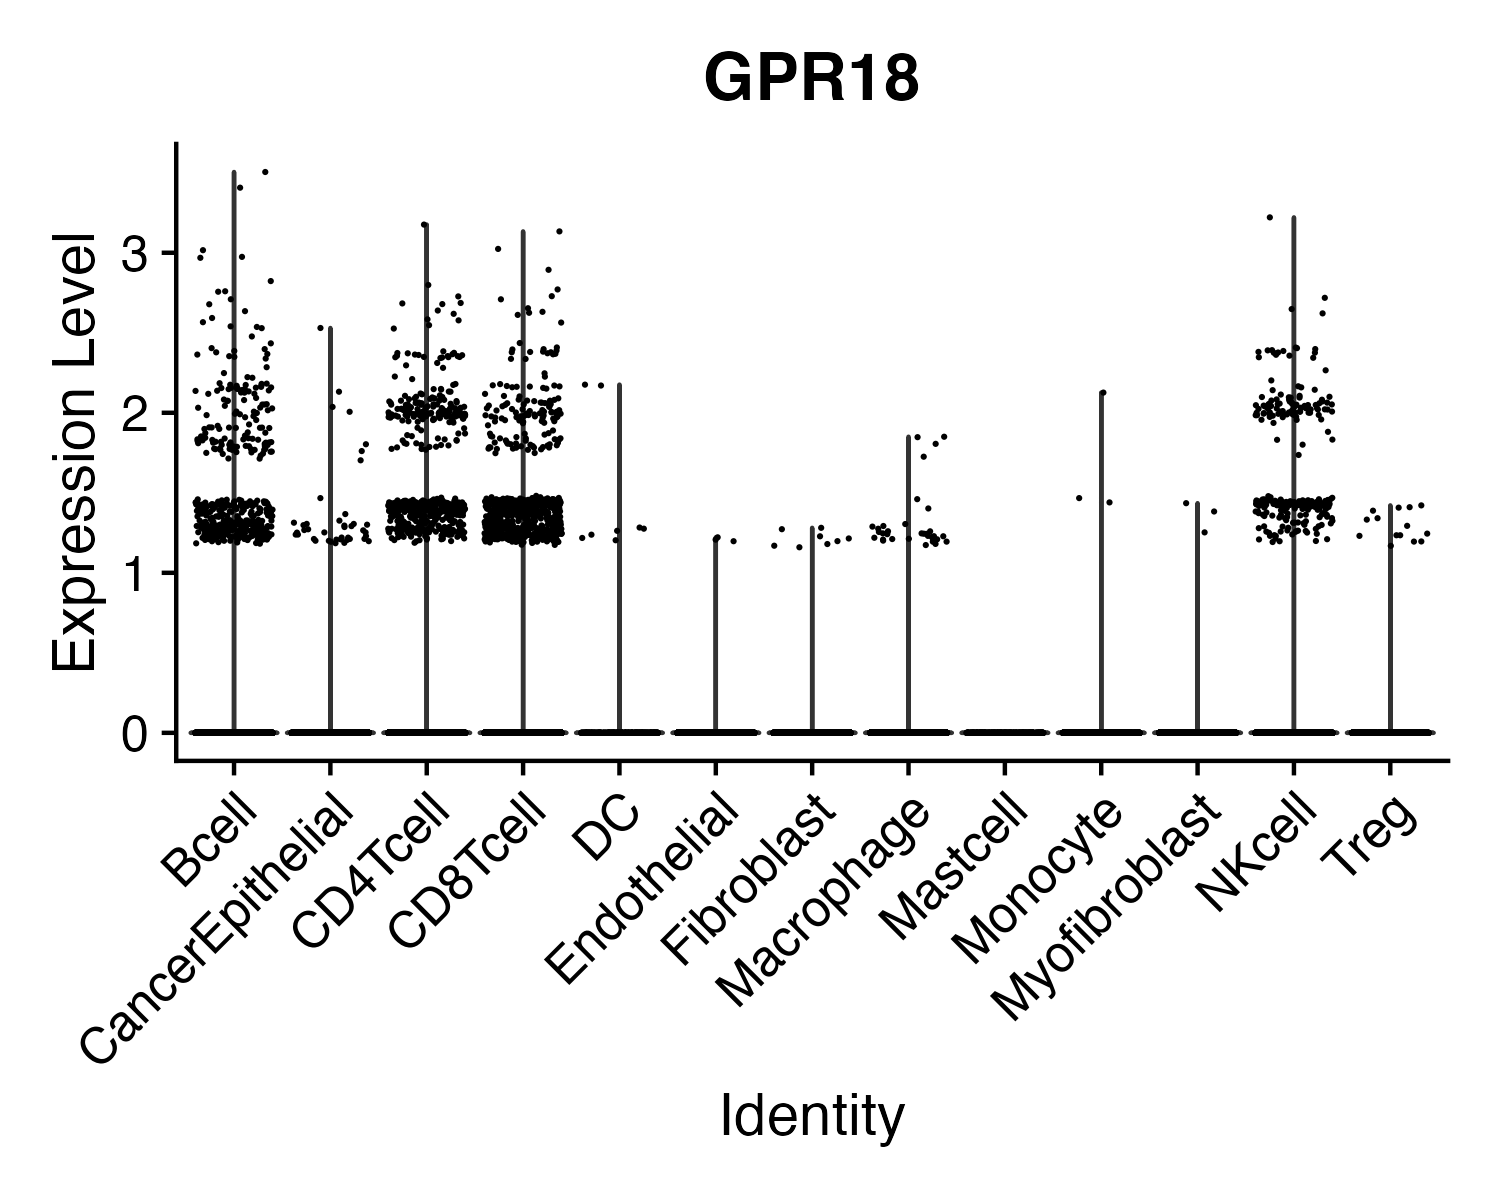 GPR18
Expression Level
3
2
1
0
Bcell
CancerEpithelial
CD4Tcell
CD8Tcell
DC
Endothelial
Fibroblast
Macrophage
Mastcell
Monocyte
Myofibroblast
NKcell
Treg
Identity